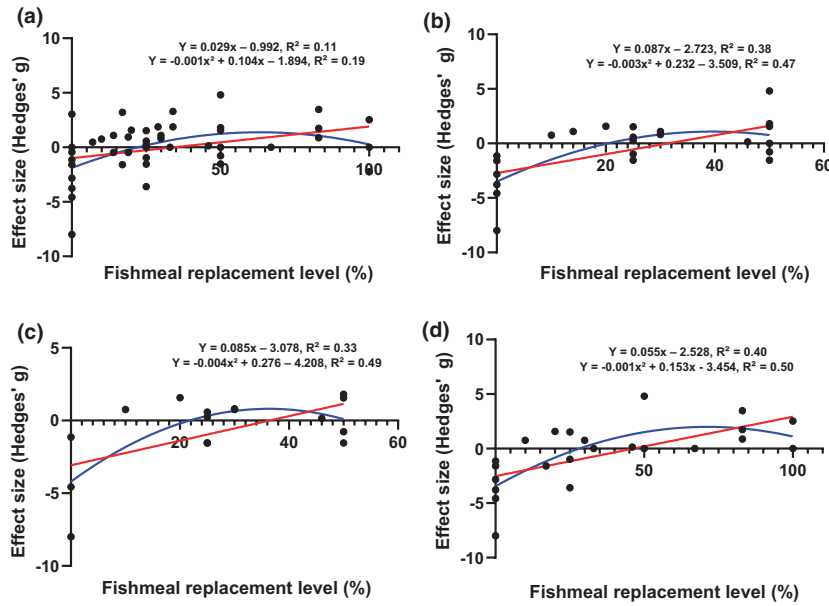 (a)
Y = 0.029x – 0.992, R² = 0.11
Y = -0.001x² + 0.104x – 1.894, R² = 0.19
10
5
0
-5
-10
50
100
Effect size (Hedges' g)
Fishmeal replacement level (%)
(b)
Y = 0.087x – 2.723, R² = 0.38
Y = -0.003x² + 0.232 – 3.509, R² = 0.47
10
5
0
-5
-10
20
40
60
Effect size (Hedges' g)
Fishmeal replacement level (%)
(c)
Y = 0.085x – 3.078, R² = 0.33
Y = -0.004x² + 0.276 – 4.208, R² = 0.49
5
0
-5
-10
20
40
60
Effect size (Hedges' g)
Fishmeal replacement level (%)
(d)
Y = 0.055x – 2.528, R² = 0.40
Y = -0.001x² + 0.153x - 3.454, R² = 0.50
10
5
0
-5
-10
50
100
Effect size (Hedges' g)
Fishmeal replacement level (%)